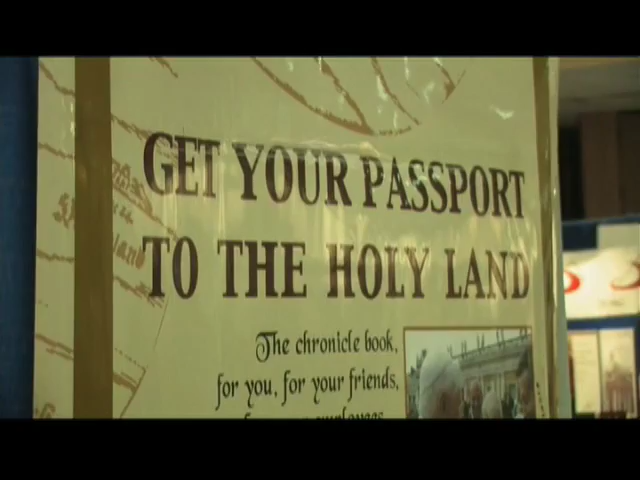 GET YOUR PASSPORT
TO THE HOLY LAND
The chronicle book,
for you, for your friends,